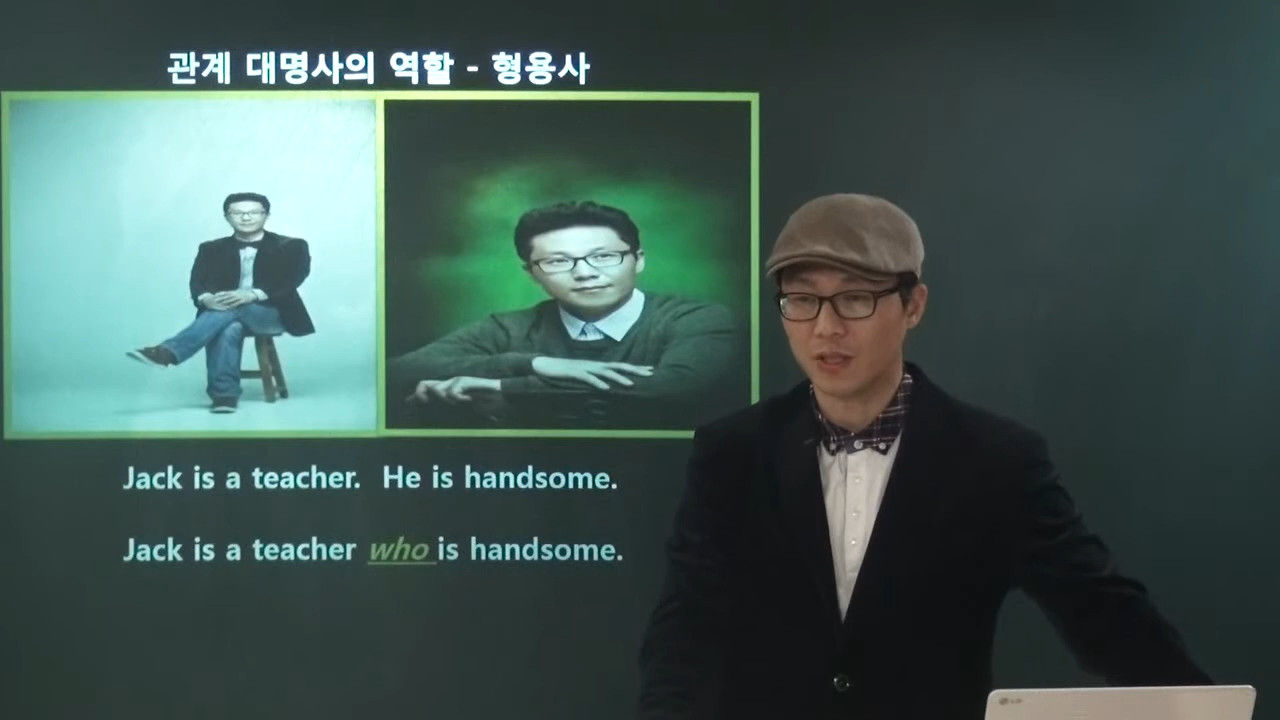 관계 대명사의 역할 - 형용사
Jack is a teacher. He is handsome.
Jack is a teacher who is handsome.
LG